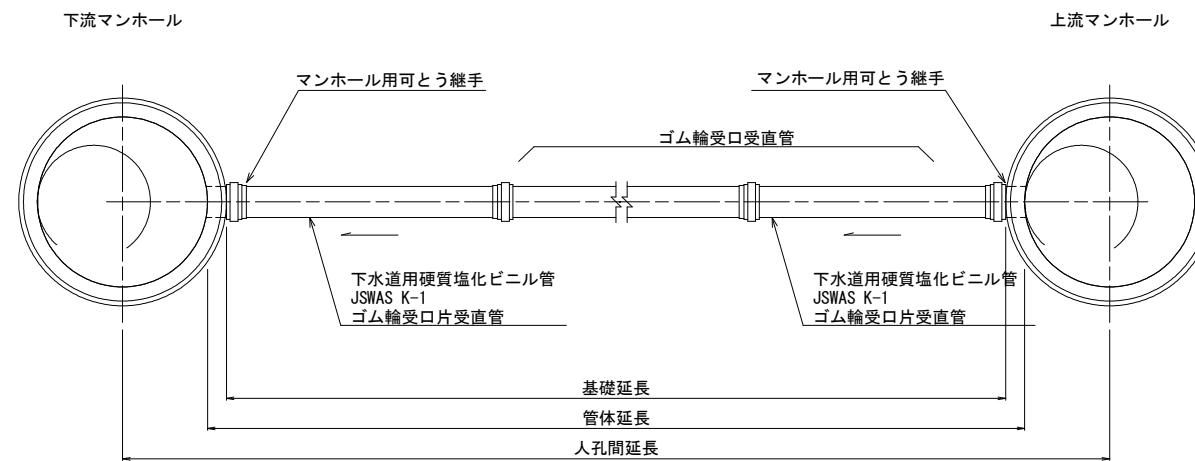 下流マンホール
上流マンホール
マンホール用可とう継手
マンホール用可とう継手
ゴム輪受口受直管
下水道用硬質塩化ビニル管
JSWAS K-1
ゴム輪受口片受直管
下水道用硬質塩化ビニル管
JSWAS K-1
ゴム輪受口片受直管
基礎延長
管体延長
人孔間延長